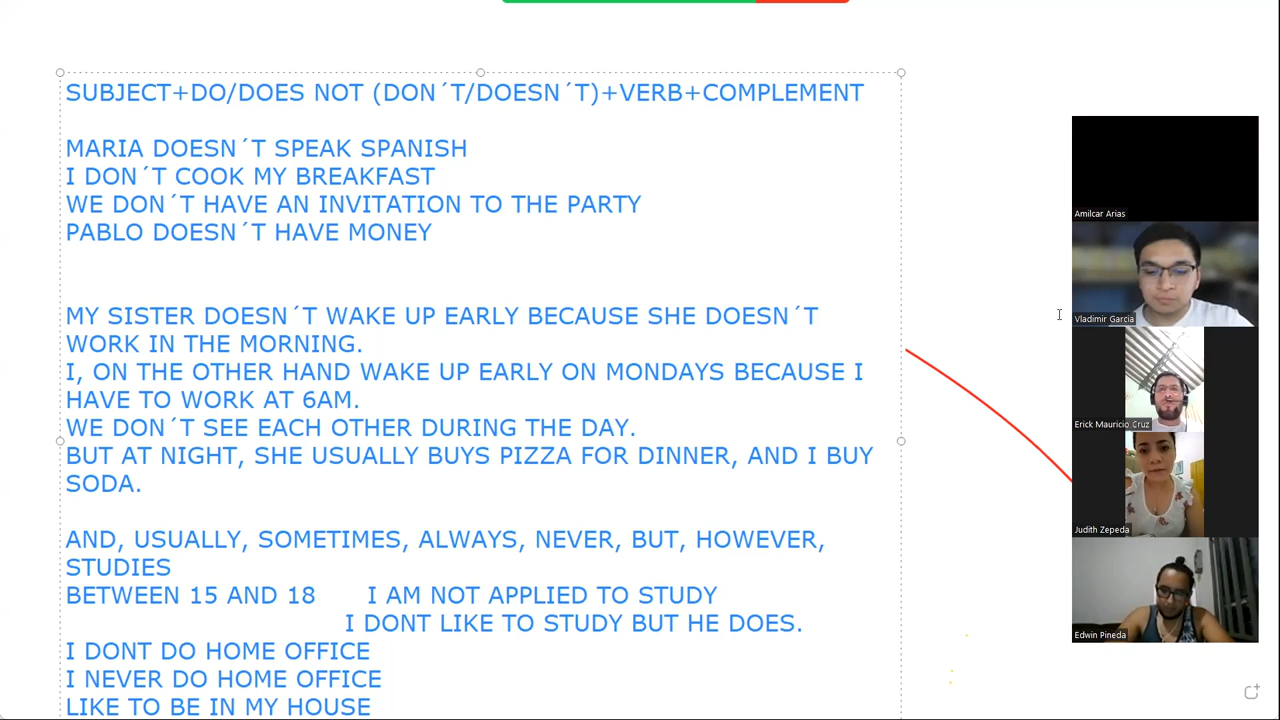 SUBJECT+DO/DOES NOT (DON´T/DOESN´T)+VERB+COMPLEMENT
MARIA DOESN´T SPEAK SPANISH
I DON´T COOK MY BREAKFAST
WE DON´T HAVE AN INVITATION TO THE PARTY
PABLO DOESN´T HAVE MONEY
MY SISTER DOESN´T WAKE UP EARLY BECAUSE SHE DOESN´T
WORK IN THE MORNING.
I, ON THE OTHER HAND WAKE UP EARLY ON MONDAYS BECAUSE I
HAVE TO WORK AT 6AM.
WE DON´T SEE EACH OTHER DURING THE DAY.
BUT AT NIGHT, SHE USUALLY BUYS PIZZA FOR DINNER, AND I BUY
SODA.
AND, USUALLY, SOMETIMES, ALWAYS, NEVER, BUT, HOWEVER,
STUDIES
BETWEEN 15 AND 18 I AM NOT APPLIED TO STUDY
I DONT LIKE TO STUDY BUT HE DOES.
I DONT DO HOME OFFICE
I NEVER DO HOME OFFICE
LIKE TO BE IN MY HOUSE
Amilcar Arias
Vladimir Garcia
Erick Mauricio Cruz
Judith Zepeda
Edwin Pineda